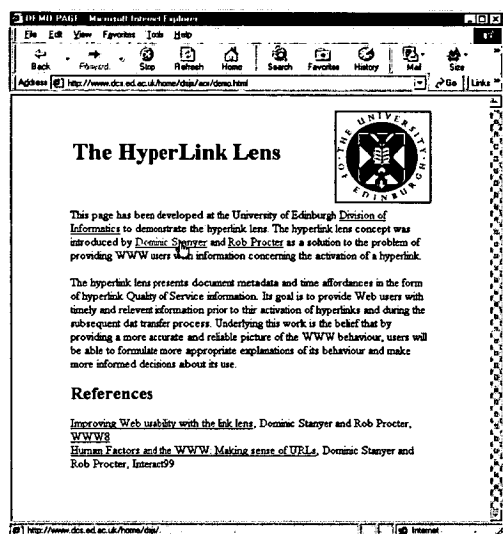 DEMO PAGE - Microsoft Internet Explorer
File Edit View Favorites Tools Help
Back Forward Stop Refresh Home Search Favorites History Mail Size
Address http://www.dcs.ed.ac.uk/home/dsjs/acv/demo.html Go Links
The HyperLink Lens
THE UNIVERSITY
TO EDINBURGH
This page has been developed at the University of Edinburgh Division of
Informatics to demonstrate the hyperlink lens. The hyperlink lens concept was
introduced by Dominic Stanyer and Rob Procter as a solution to the problem of
providing WWW users with information concerning the activation of a hyperlink.
The hyperlink lens presents document metadata and time affordances in the form
of hyperlink Quality of Service information. Its goal is to provide Web users with
timely and relevent information prior to thir activation of hyperlinks and during the
subsequent dat transfer process. Underlying this work is the belief that by
providing a more accurate and reliable picture of the WWW behaviour, users will
be able to formulate more appropriate explanations of its behaviour and make
more informed decisions about its use.
References
Improving Web usability with the link lens, Dominic Stanyer and Rob Procter,
WWW8
Human Factors and the WWW: Making sense of URLs, Dominic Stanyer and
Rob Procter, Interact99
http://www.dcs.ed.ac.uk/home/dsjs/ Internet